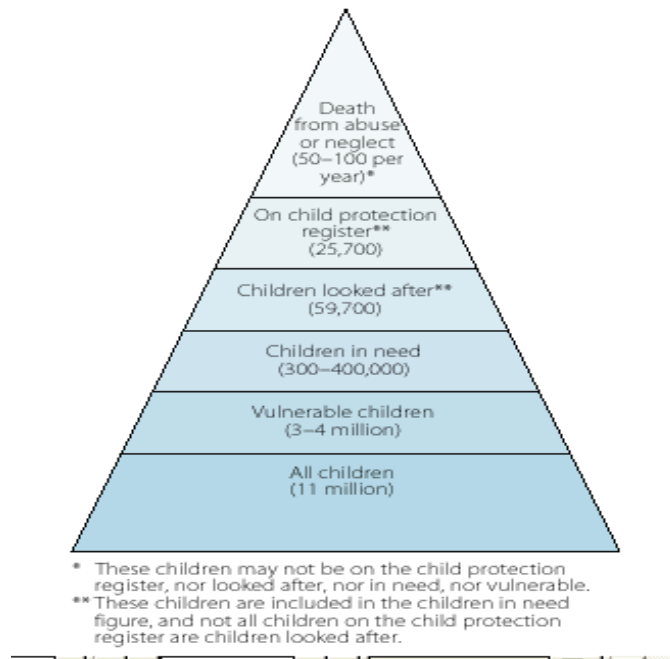 Death
from abuse
or neglect
(50–100 per
year)*
On child protection
register**
(25,700)
Children looked after**
(59,700)
Children in need
(300–400,000)
Vulnerable children
(3–4 million)
All children
(11 million)
* These children may not be on the child protection
register, nor looked after, nor in need, nor vulnerable.
** These children are included in the children in need
figure, and not all children on the child protection
register are children looked after.